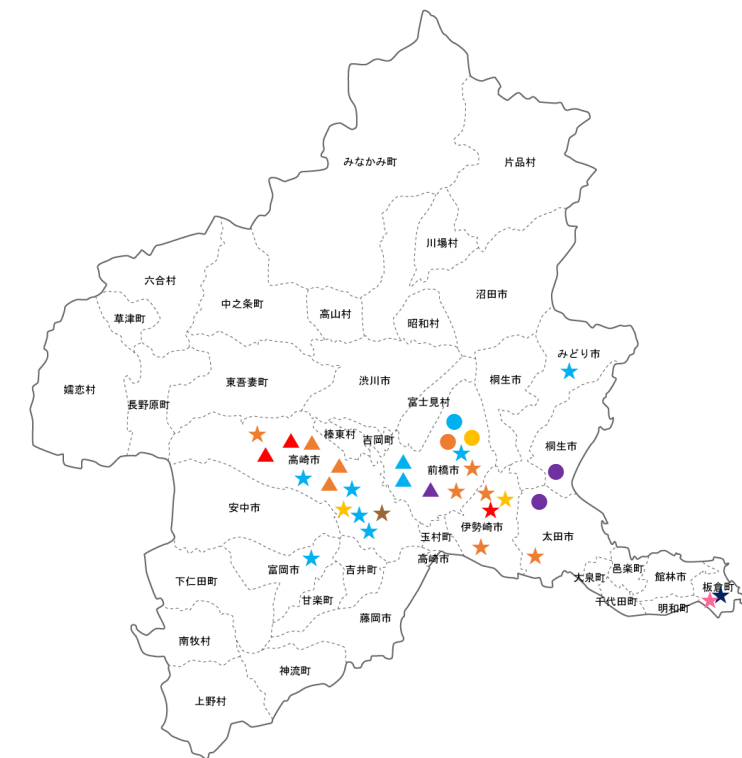 みなかみ町
片品村
川場村
六合村
沼田市
中之条町
高山村
草津町
昭和村
みどり市
東吾妻町
渋川市
桐生市
嬬恋村
長野原町
富士見村
榛東村
吉岡町
桐生市
高崎市
前橋市
安中市
伊勢崎市
玉村町
太田市
高崎市
富岡市
吉井町
邑楽町
大泉町
館林市
下仁田町
板倉町
甘楽町
千代田町
明和町
藤岡市
南牧村
神流町
上野村